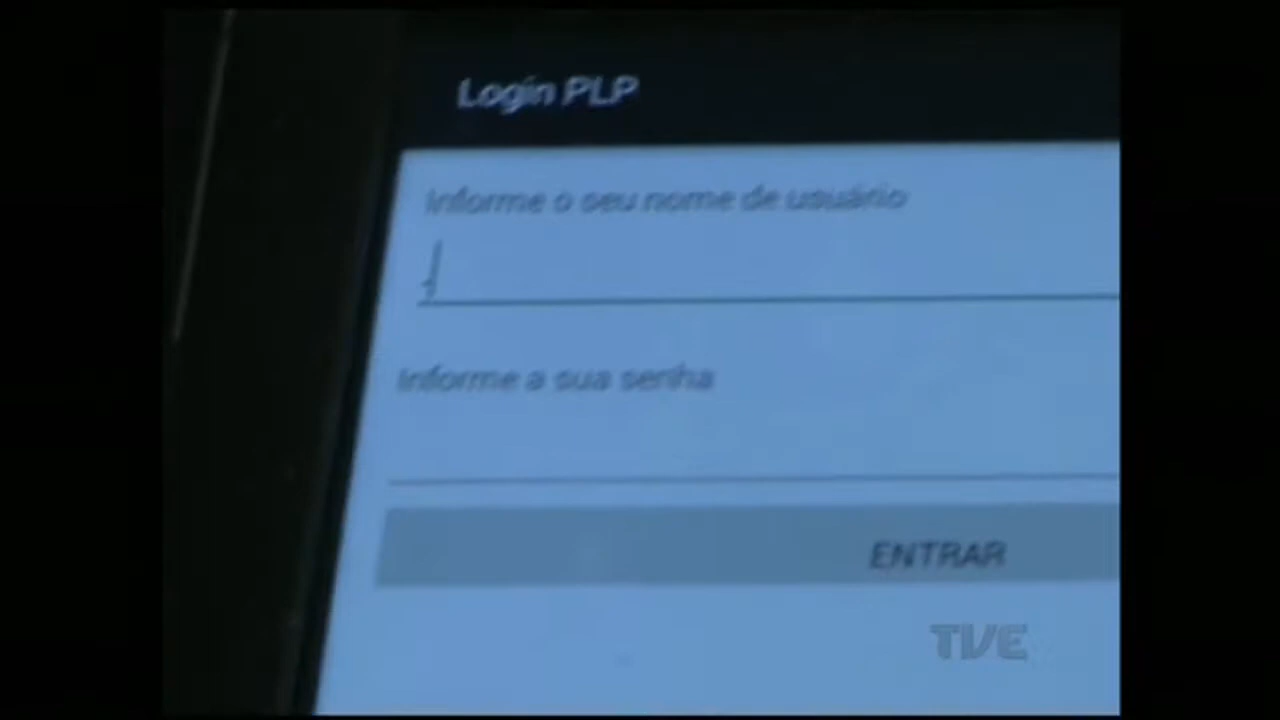 Login PLP
Informe o seu nome de usuário
Informe a sua senha
ENTRAR
TVE